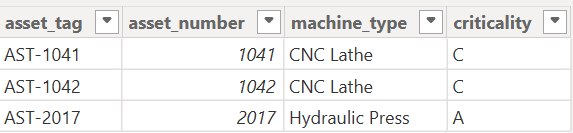 asset_tag asset_number machine_type criticality
AST-1041 1041 CNC Lathe C
AST-1042 1042 CNC Lathe C
AST-2017 2017 Hydraulic Press A